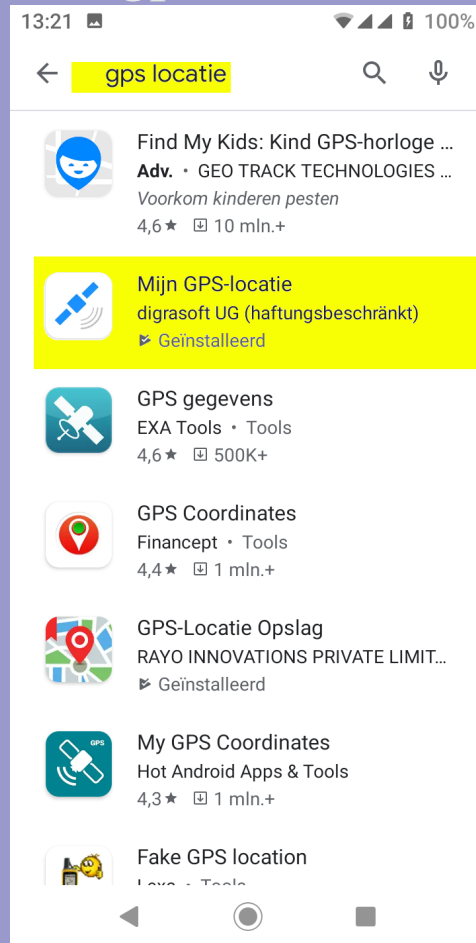 13:21 100%
gps locatie
Find My Kids: Kind GPS-horloge ...
Adv. • GEO TRACK TECHNOLOGIES ...
Voorkom kinderen pesten
4,6★ 10 mln.+
Mijn GPS-locatie
digrasoft UG (haftungsbeschränkt)
Geïnstalleerd
GPS gegevens
EXA Tools • Tools
4,6★ 500K+
GPS Coordinates
Financept • Tools
4,4★ 1 mln.+
GPS-Locatie Opslag
RAYO INNOVATIONS PRIVATE LIMIT...
Geïnstalleerd
GPS
My GPS Coordinates
Hot Android Apps & Tools
4,3★ 1 mln.+
Fake GPS location
Lexa • Tools